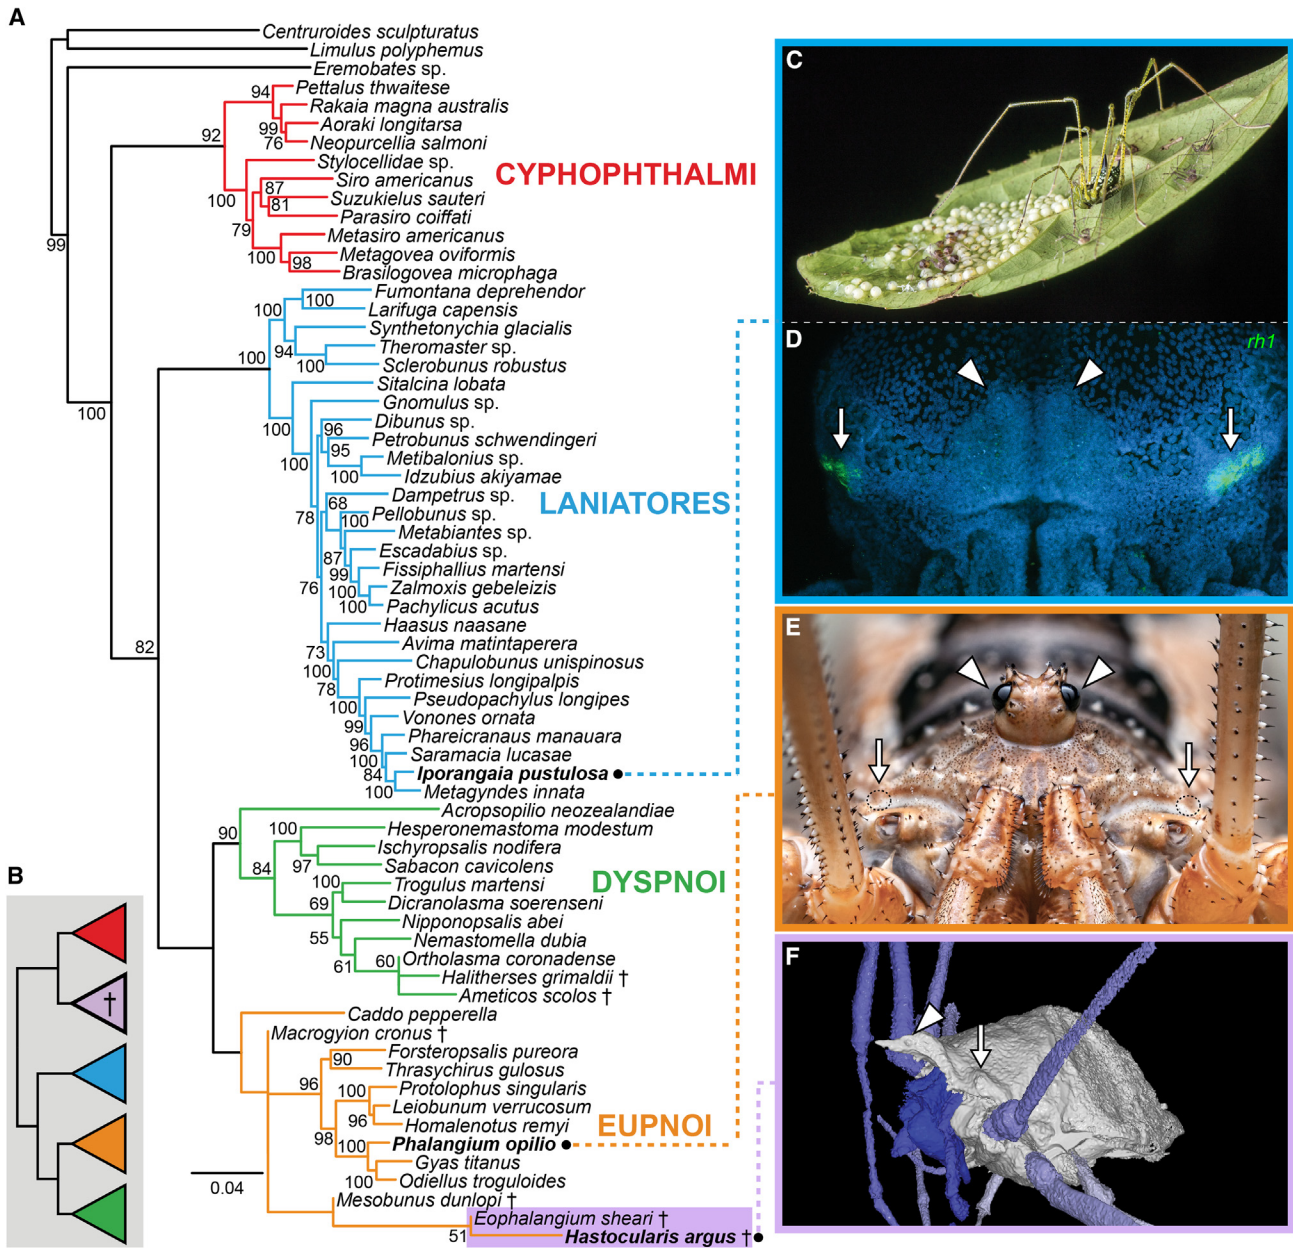 A
Centruroides sculpturatus
Limulus polyphemus
Eremobates sp.
Pettalus thwaitese
94
Rakaia magna australis
Aoraki longitarsa
99
92
76
Neopurcellia salmoni
Stylocellidae sp.
CYPHOPHTHALMI
Siro americanus
87
100
Suzukielus sauteri
81
Parasiro coiffati
79
Metasiro americanus
99
Metagovea oviformis
100
98
Brasilogovea microphaga
Fumontana deprehendor
100
100
Larifuga capensis
Synthetonychia glacialis
Theromaster sp.
94
100
100
Sclerobunus robustus
Sitalcina lobata
Gnomulus sp.
100
Dibunus sp.
100
96
Petrobunus schwendingeri
95
Metibalonius sp.
100
100
Idzubius akiyamae
Dampetrus sp.
68
LANIATORES
Pellobunus sp.
100
78
Metabiantes sp.
Escadabius sp.
87
Fissiphallius martensi
99
76
Zalmoxis gebeleizis
100
Pachylicus acutus
100
Haasus naasane
82
Avima matintaperera
73
Chapulobunus unispinosus
100
Protimesius longipalpis
78
Pseudopachylus longipes
100
Vonones ornata
99
Phareicranaus manauara
96
Saramacia lucasae
100
Iporangaia pustulosa
84
Metagyndes innata
100
Acropsopilio neozealandiae
90
100
Hesperonemastoma modestum
Ischyropsalis nodifera
84
97
Sabacon cavicolens
DYSPNOI
100
Trogulus martensi
69
Dicranolasma soerenseni
Nipponopsalis abei
55
Nemastomella dubia
61
60
Ortholasma coronadense
Halitherses grimaldii †
Ameticos scolos †
Caddo pepperella
Macrogyion cronus †
Forsteropsalis pureora
90
Thrasychirus gulosus
96
100
Protolophus singularis
Leiobunum verrucosum
96
Homalenotus remyi
EUPNOI
98
100
Phalangium opilio
Gyas titanus
100
Odiellus troguloides
0.04
Mesobunus dunlopi †
Eophalangium sheari †
51
Hastocularis argus †
B
†
C
D
rh1
E
F